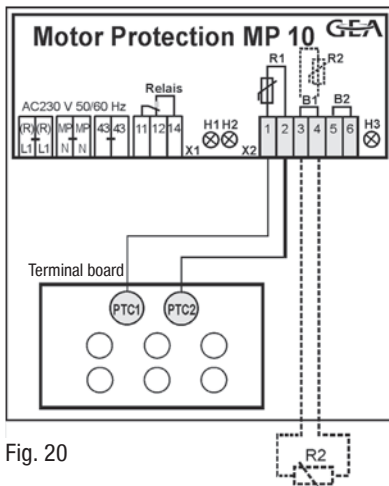 Motor Protection MP 10 GEA
R1 R2
Relais
AC230 V 50/60 Hz
B1 B2
(R) (R) MP MP 43 43 11 12 14 H1 H2 1 2 3 4 5 6 H3
L1 L1 N N X1 X2
Terminal board
PTC1 PTC2
Fig. 20
R2